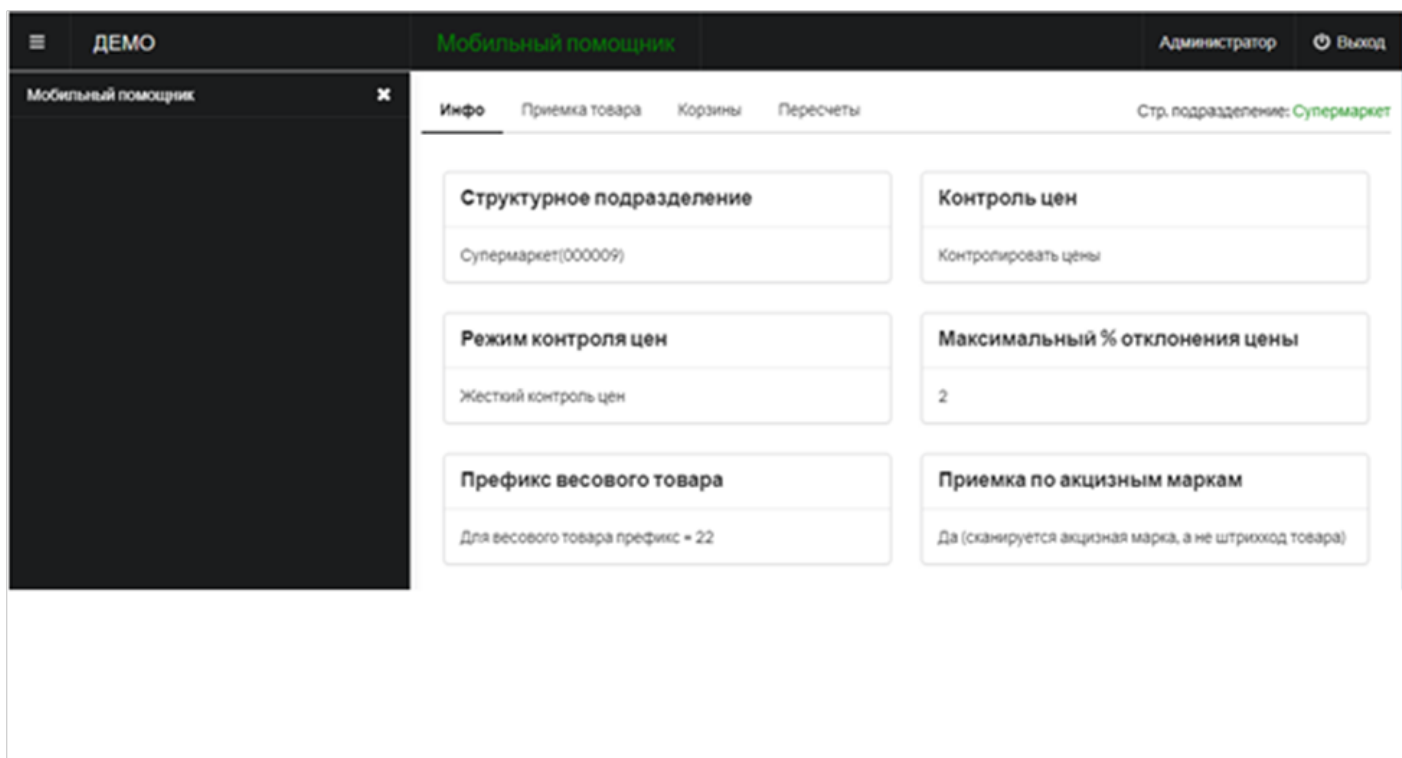 ДЕМО
Мобильный помощник
Администратор
Выход
Мобильный помощник
Инфо
Приемка товара
Корзины
Пересчеты
Стр. подразделение: Супермаркет
Структурное подразделение
Супермаркет(000009)
Контроль цен
Контролировать цены
Режим контроля цен
Жесткий контроль цен
Максимальный % отклонения цены
2
Префикс весового товара
Для весового товара префикс = 22
Приемка по акцизным маркам
Да (сканируется акцизная марка, а не штрихкод товара)